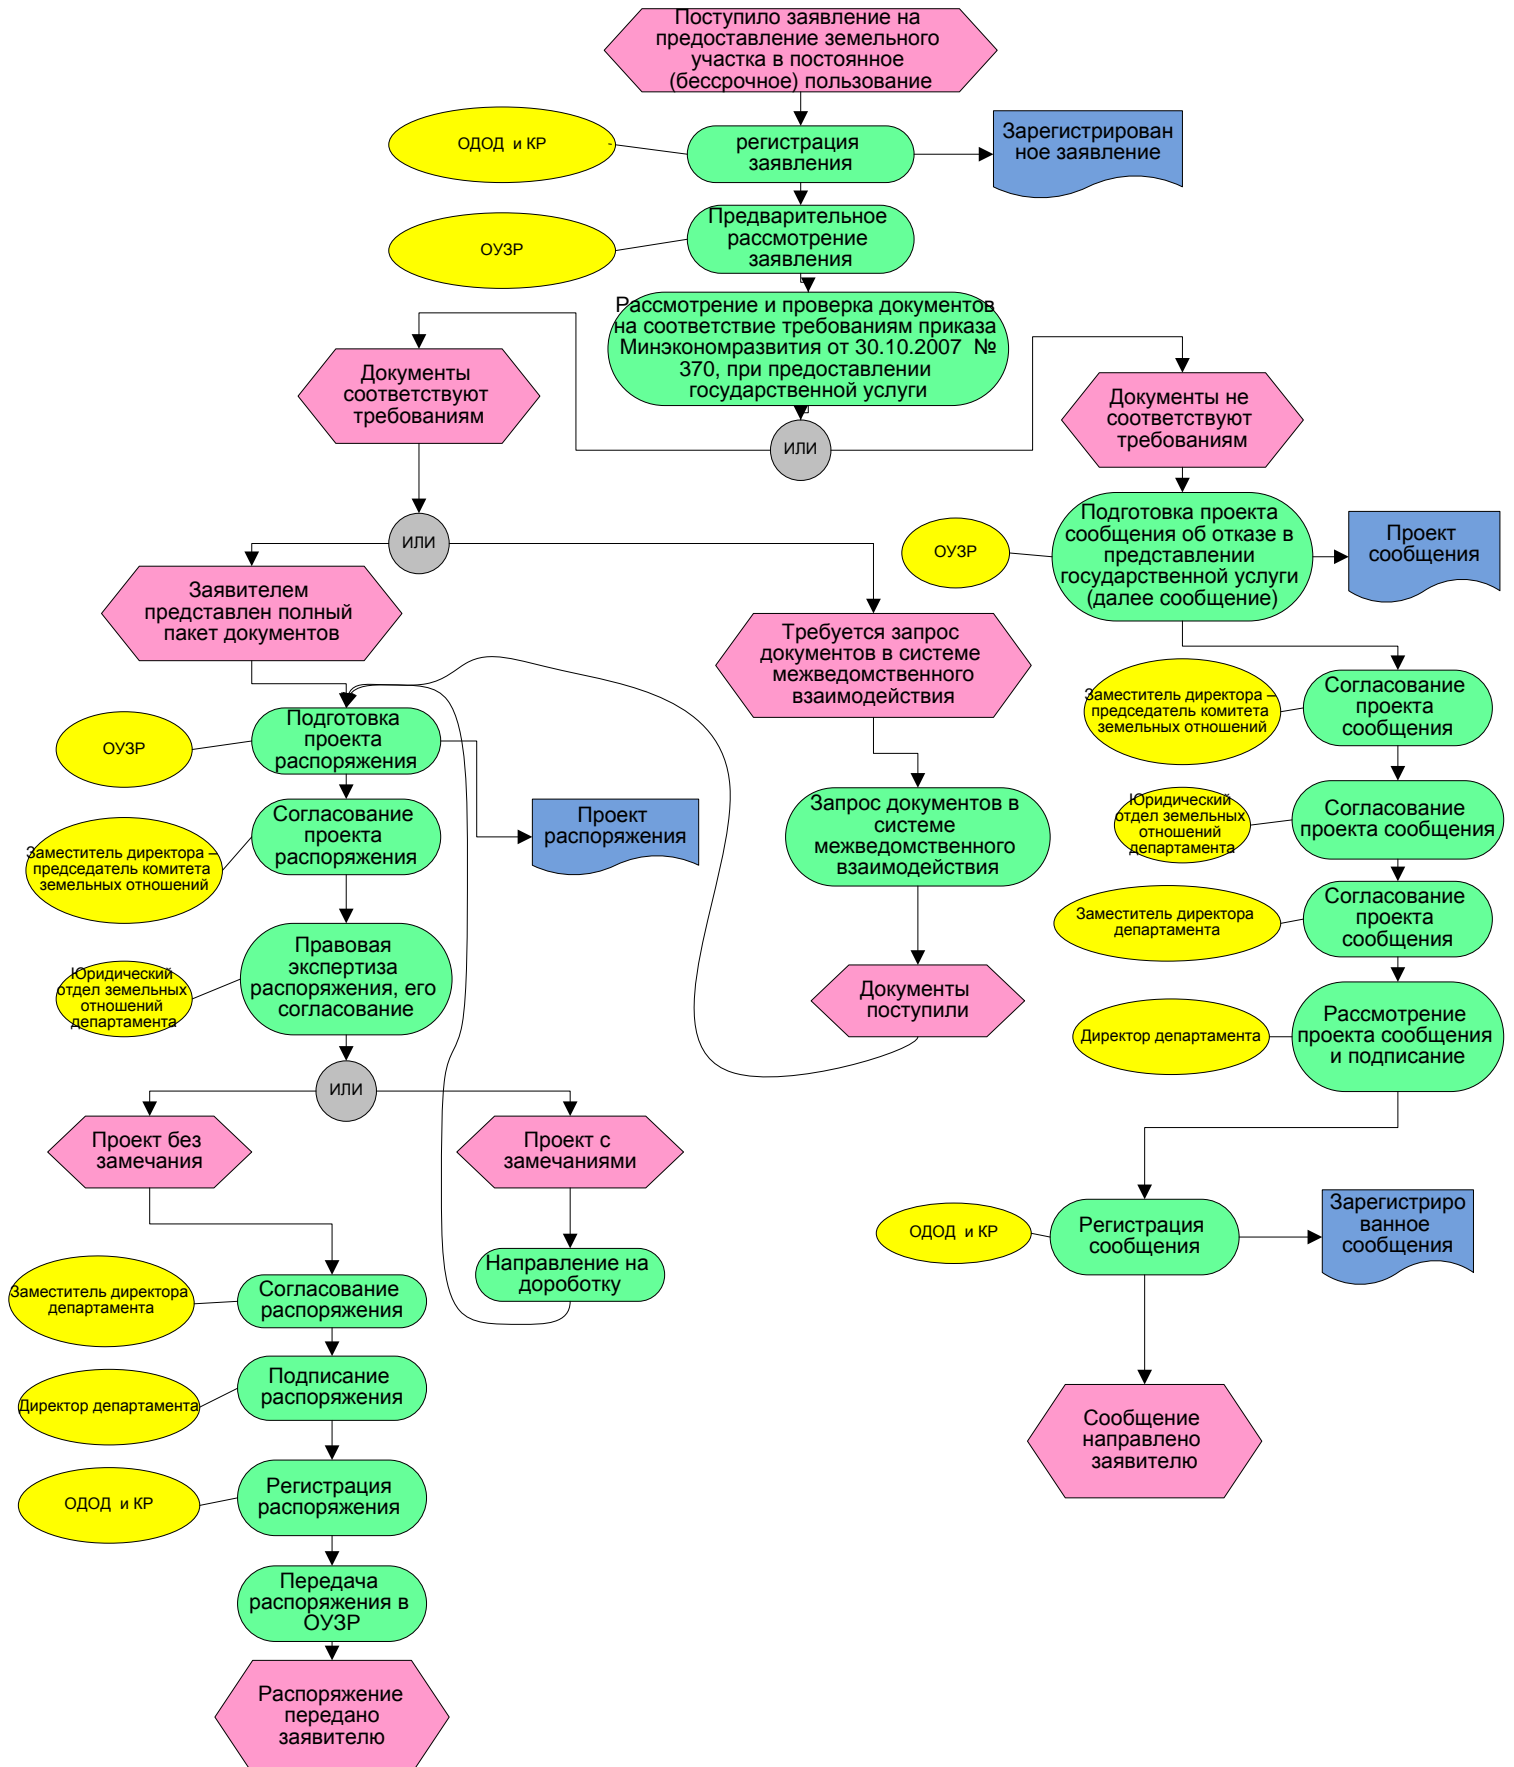 Поступило заявление на
предоставление земельного
участка в постоянное
(бессрочное) пользование
ОДОД и КР
-
регистрация
заявления
Зарегистрирован
ное заявление
ОУЗР
Предварительное
рассмотрение
заявления
Рассмотрение и проверка документов
на соответствие требованиям приказа
Минэкономразвития от 30.10.2007 №
370, при предоставлении
государственной услуги
ИЛИ
Документы
соответствуют
требованиям
Документы не
соответствуют
требованиям
ИЛИ
Заявителем
представлен полный
пакет документов
Требуется запрос
документов в системе
межведомственного
взаимодействия
ОУЗР
Подготовка проекта
сообщения об отказе в
представлении
государственной услуги
(далее сообщение)
Проект
сообщения
Заместитель директора –
председатель комитета
земельных отношений
Согласование
проекта
сообщения
ОУЗР
Подготовка
проекта
распоряжения
Проект
распоряжения
Запрос документов в
системе
межведомственного
взаимодействия
Юридический
отдел земельных
отношений
департамента
Согласование
проекта сообщения
Заместитель директора –
председатель комитета
земельных отношений
Согласование
проекта
распоряжения
Заместитель директора
департамента
Согласование
проекта
сообщения
Юридический
отдел земельных
отношений
департамента
Правовая
экспертиза
распоряжения, его
согласование
Документы
поступили
Директор департамента
Рассмотрение
проекта сообщения
и подписание
ИЛИ
Проект без
замечания
Проект с
замечаниями
Направление на
дороботку
ОДОД и КР
Регистрация
сообщения
Зарегистриро
ванное
сообщения
Заместитель директора
департамента
Согласование
распоряжения
Директор департамента
Подписание
распоряжения
Сообщение
направлено
заявителю
ОДОД и КР
Регистрация
распоряжения
Передача
распоряжения в
ОУЗР
Распоряжение
передано
заявителю